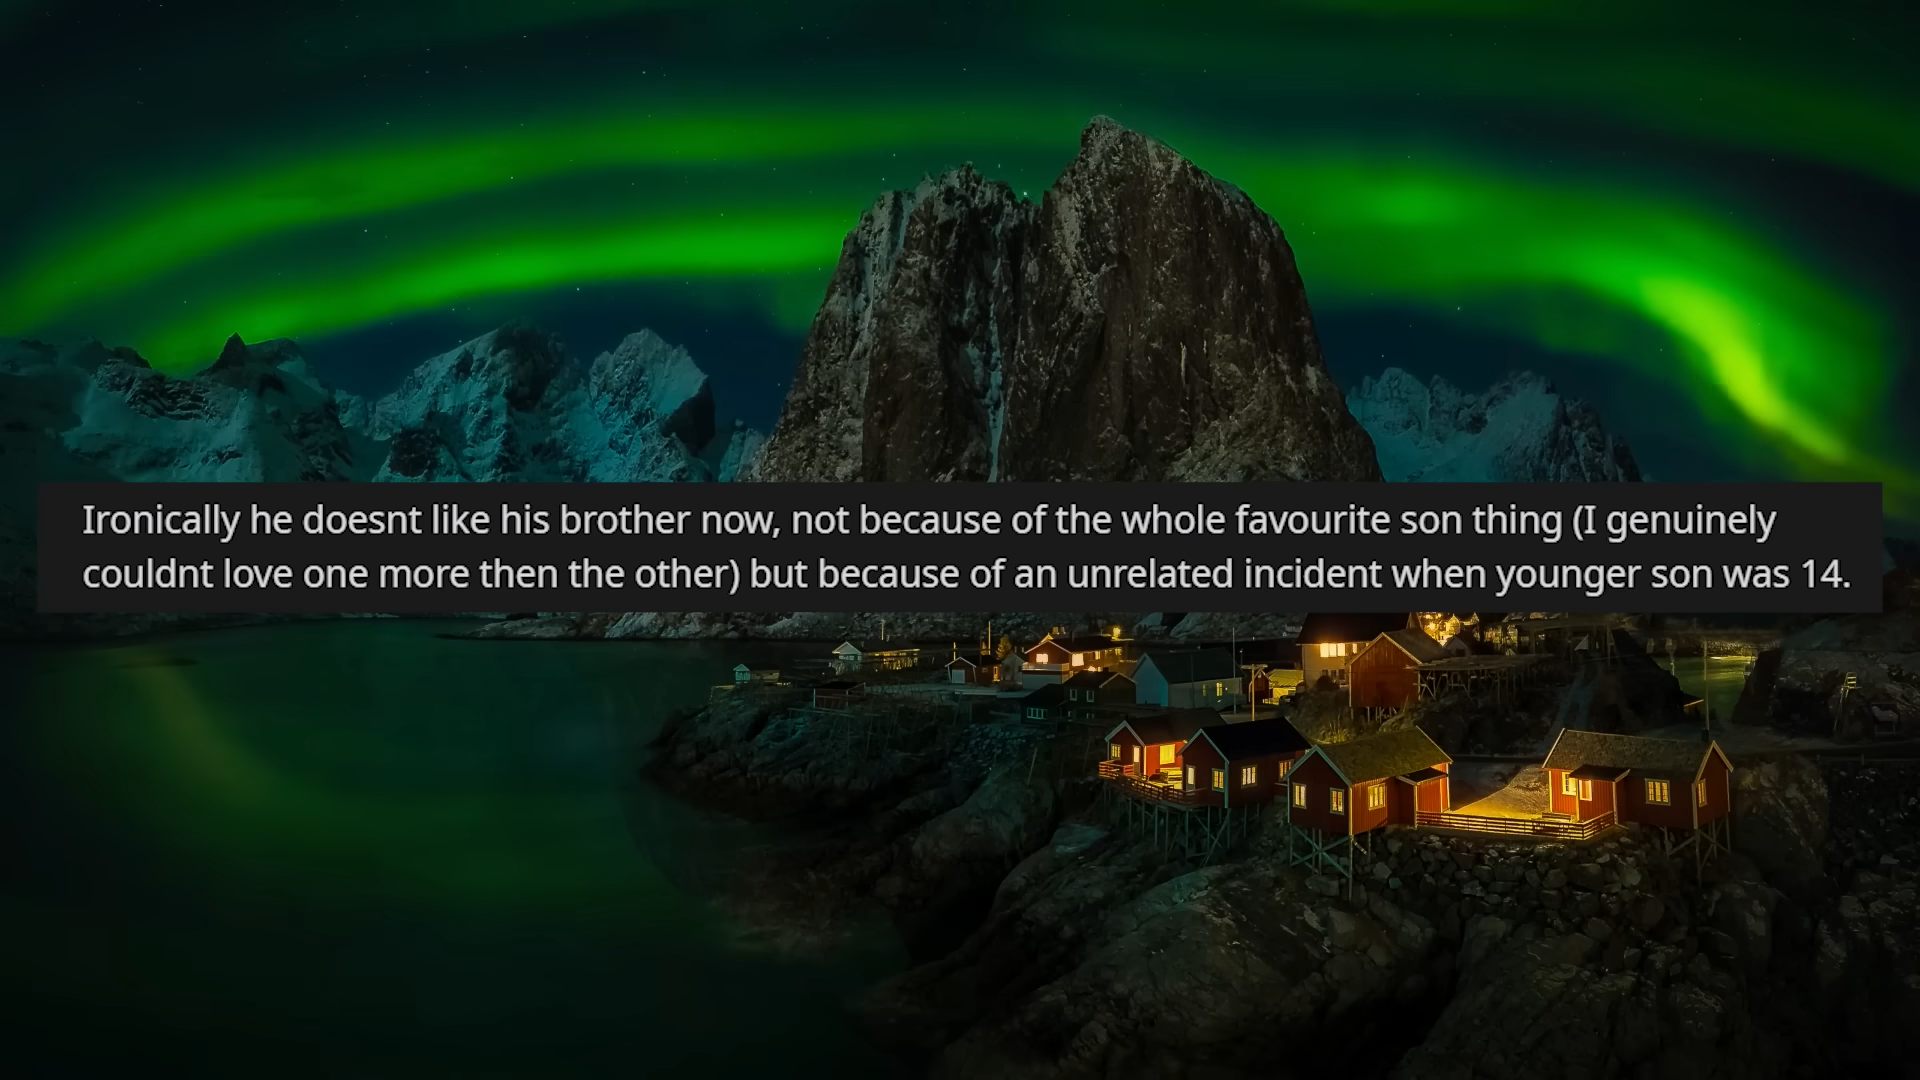 Ironically he doesnt like his brother now, not because of the whole favourite son thing (I genuinely
couldnt love one more then the other) but because of an unrelated incident when younger son was 14.